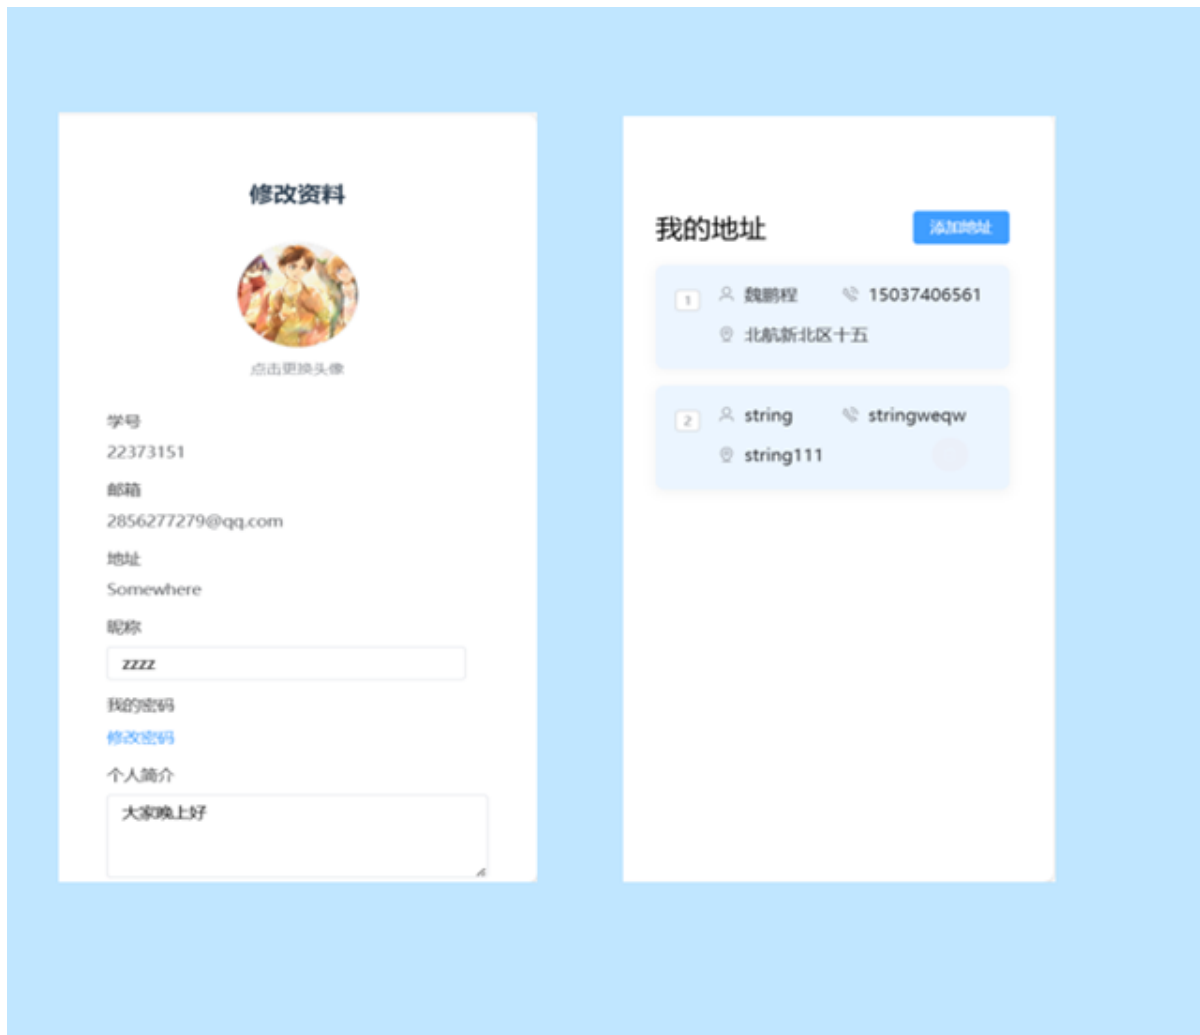 修改资料
点击更换头像
学号
22373151
邮箱
2856277279@qq.com
地址
Somewhere
昵称
zzzz
我的密码
修改密码
个人简介
大家晚上好
我的地址
添加地址
1 魏鹏程 15037406561
北航新北区十五
2 string stringweqw
string111